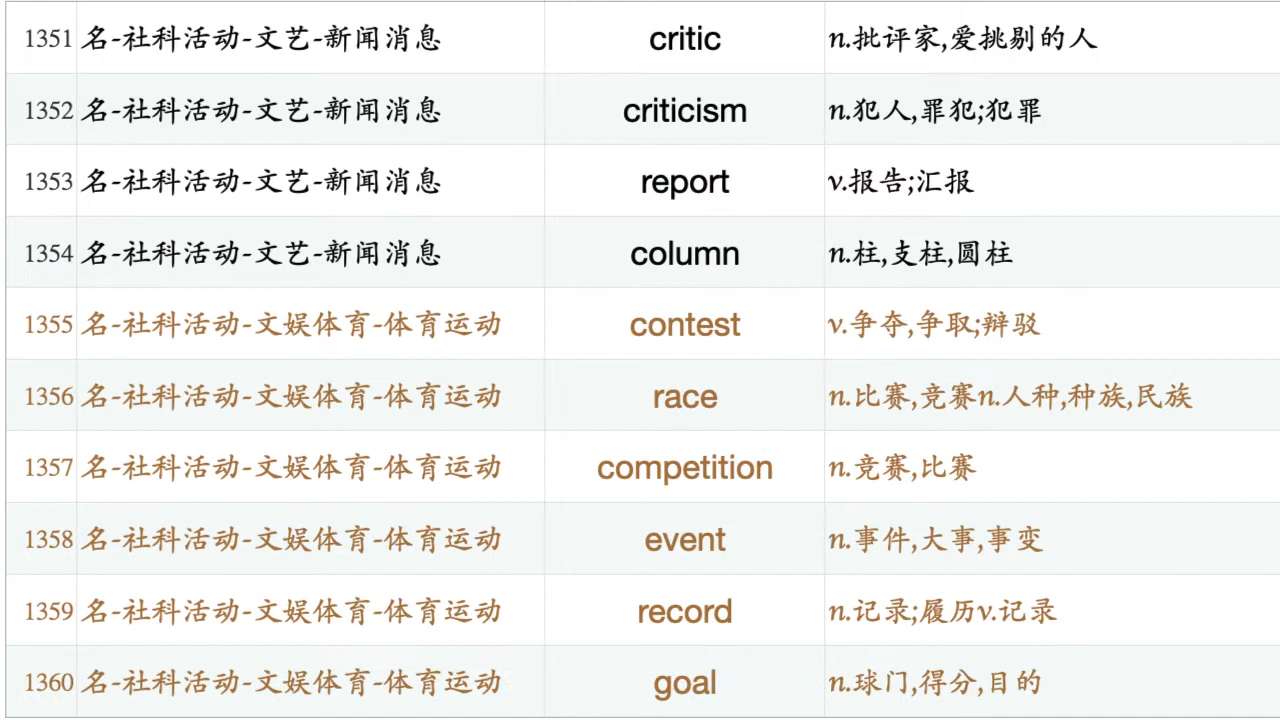 1351 名-社科活动-文艺-新闻消息 critic n.批评家,爱挑剔的人
1352 名-社科活动-文艺-新闻消息 criticism n.犯人,罪犯;犯罪
1353 名-社科活动-文艺-新闻消息 report v.报告;汇报
1354 名-社科活动-文艺-新闻消息 column n.柱,支柱,圆柱
1355 名-社科活动-文娱体育-体育运动 contest v.争夺,争取;辩驳
1356 名-社科活动-文娱体育-体育运动 race n.比赛,竞赛n.人种,种族,民族
1357 名-社科活动-文娱体育-体育运动 competition n.竞赛,比赛
1358 名-社科活动-文娱体育-体育运动 event n.事件,大事,事变
1359 名-社科活动-文娱体育-体育运动 record n.记录;履历v.记录
1360 名-社科活动-文娱体育-体育运动 goal n.球门,得分,目的